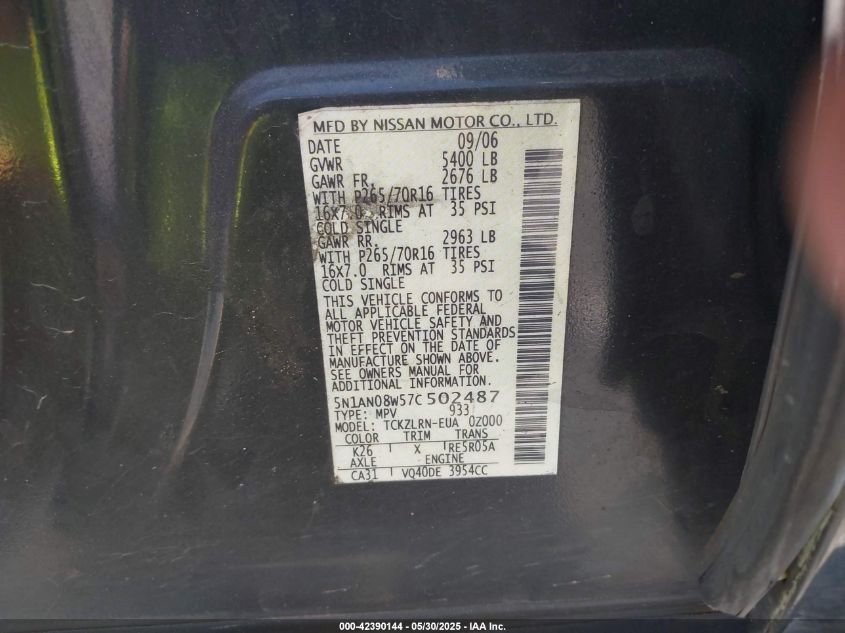 MFD BY NISSAN MOTOR CO., LTD.
DATE 09/06
GVWR 5400 LB
GAWR FR. 2676 LB
WITH P265/70R16 TIRES
16X7.0 RIMS AT 35 PSI
COLD SINGLE
GAWR RR. 2963 LB
WITH P265/70R16 TIRES
16X7.0 RIMS AT 35 PSI
COLD SINGLE
THIS VEHICLE CONFORMS TO
ALL APPLICABLE FEDERAL
MOTOR VEHICLE SAFETY AND
THEFT PREVENTION STANDARDS
IN EFFECT ON THE DATE OF
MANUFACTURE SHOWN ABOVE.
SEE OWNERS MANUAL FOR
ADDITIONAL INFORMATION.
5N1AN08W57C502487
TYPE: MPV 933
MODEL: TCKZLRN-EUA 0Z000
COLOR TRIM TRANS
K26 X RE5R05A
AXLE ENGINE
CA31 VQ40DE 3954CC
000-42390144 — 05/30/2025 — IAA Inc.